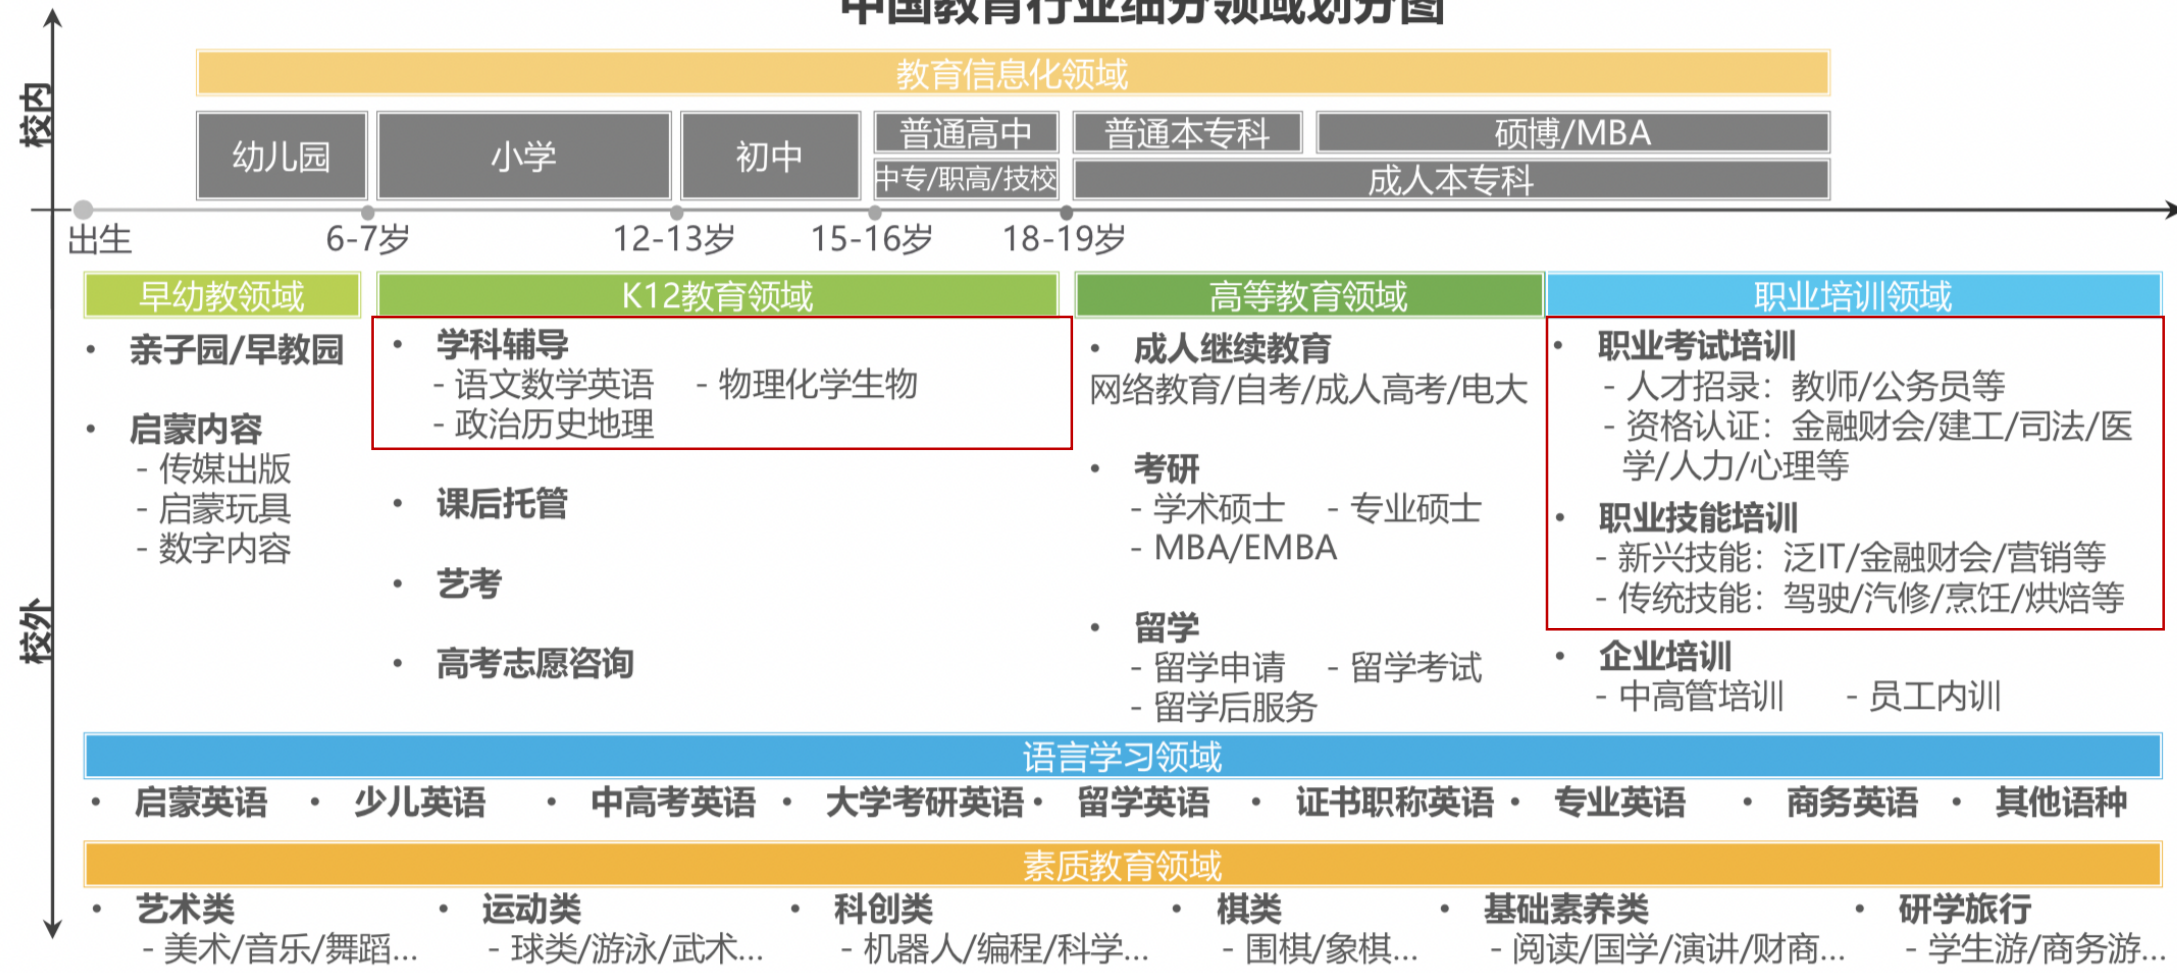 中国教育行业细分领域划分图
校内
教育信息化领域
幼儿园
小学
初中
普通高中
中专/职高/技校
普通本专科
硕博/MBA
成人本专科
出生
6-7岁
12-13岁
15-16岁
18-19岁
校外
早幼教领域
• 亲子园/早教园
• 启蒙内容
- 传媒出版
- 启蒙玩具
- 数字内容
K12教育领域
• 学科辅导
- 语文数学英语 - 物理化学生物
- 政治历史地理
• 课后托管
• 艺考
• 高考志愿咨询
高等教育领域
• 成人继续教育
网络教育/自考/成人高考/电大
• 考研
- 学术硕士 - 专业硕士
- MBA/EMBA
• 留学
- 留学申请 - 留学考试
- 留学后服务
职业培训领域
• 职业考试培训
- 人才招录：教师/公务员等
- 资格认证：金融财会/建工/司法/医
学/人力/心理等
• 职业技能培训
- 新兴技能：泛IT/金融财会/营销等
- 传统技能：驾驶/汽修/烹饪/烘焙等
• 企业培训
- 中高管培训 - 员工内训
语言学习领域
• 启蒙英语 • 少儿英语 • 中高考英语 • 大学考研英语 • 留学英语 • 证书职称英语 • 专业英语 • 商务英语 • 其他语种
素质教育领域
• 艺术类 • 运动类 • 科创类 • 棋类 • 基础素养类 • 研学旅行
- 美术/音乐/舞蹈... - 球类/游泳/武术... - 机器人/编程/科学... - 围棋/象棋... - 阅读/国学/演讲/财商... - 学生游/商务游...